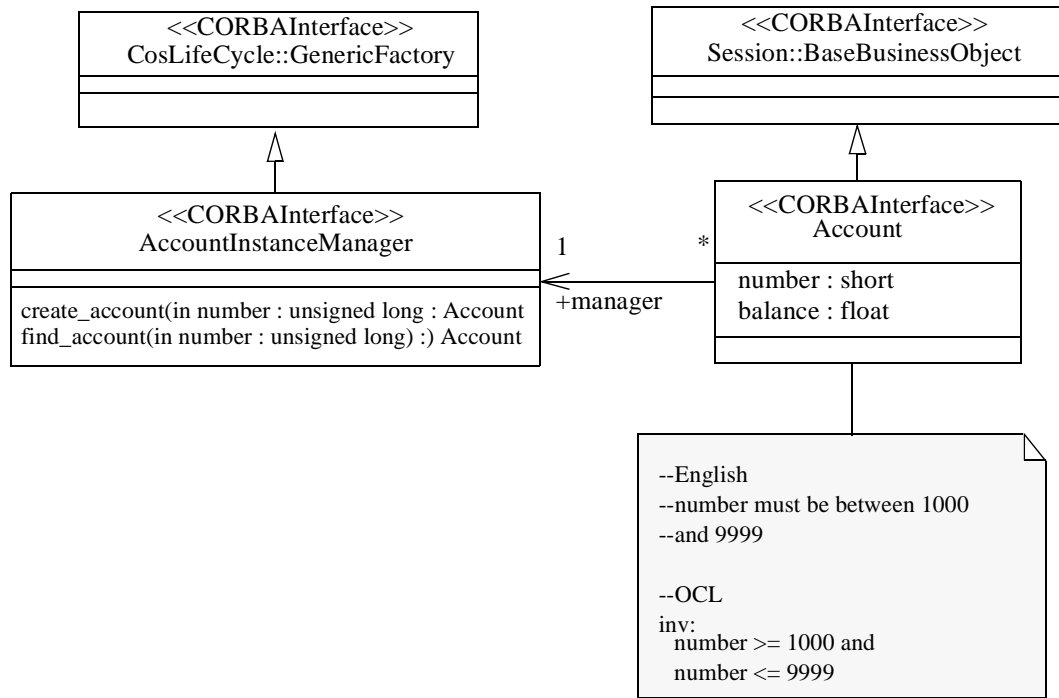 <<CORBAInterface>>
CosLifeCycle::GenericFactory
<<CORBAInterface>>
Session::BaseBusinessObject
<<CORBAInterface>>
AccountInstanceManager
create_account(in number : unsigned long : Account
find_account(in number : unsigned long) :) Account
1
*
+manager
<<CORBAInterface>>
Account
number : short
balance : float
--English
--number must be between 1000
--and 9999
--OCL
inv:
number >= 1000 and
number <= 9999